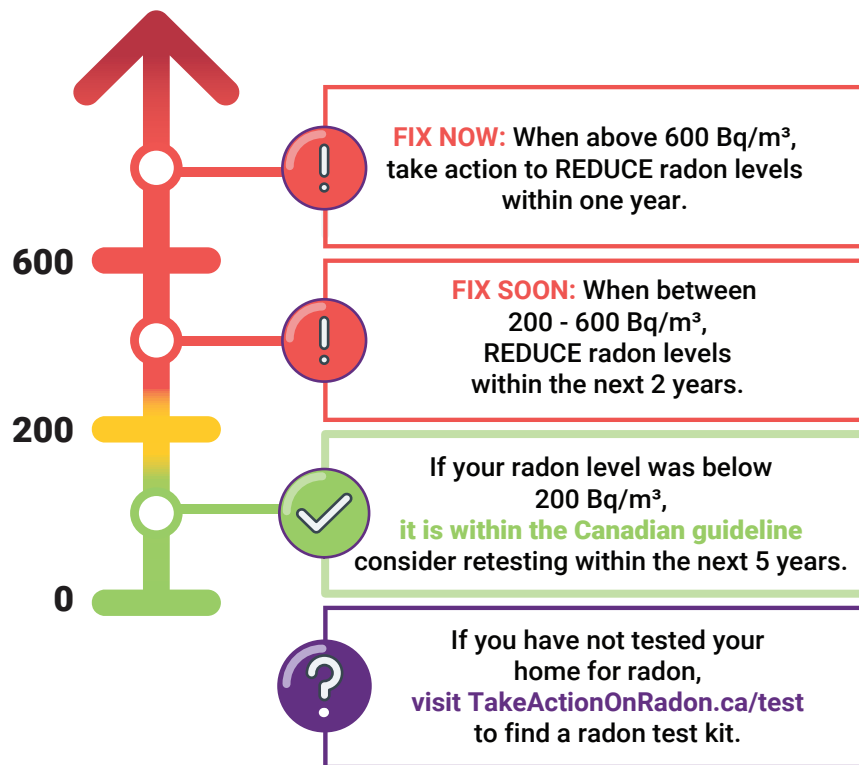 FIX NOW: When above 600 Bq/m³,
take action to REDUCE radon levels
within one year.
600
FIX SOON: When between
200 - 600 Bq/m³,
REDUCE radon levels
within the next 2 years.
200
If your radon level was below
200 Bq/m³,
it is within the Canadian guideline
consider retesting within the next 5 years.
0
If you have not tested your
home for radon,
visit TakeActionOnRadon.ca/test
to find a radon test kit.